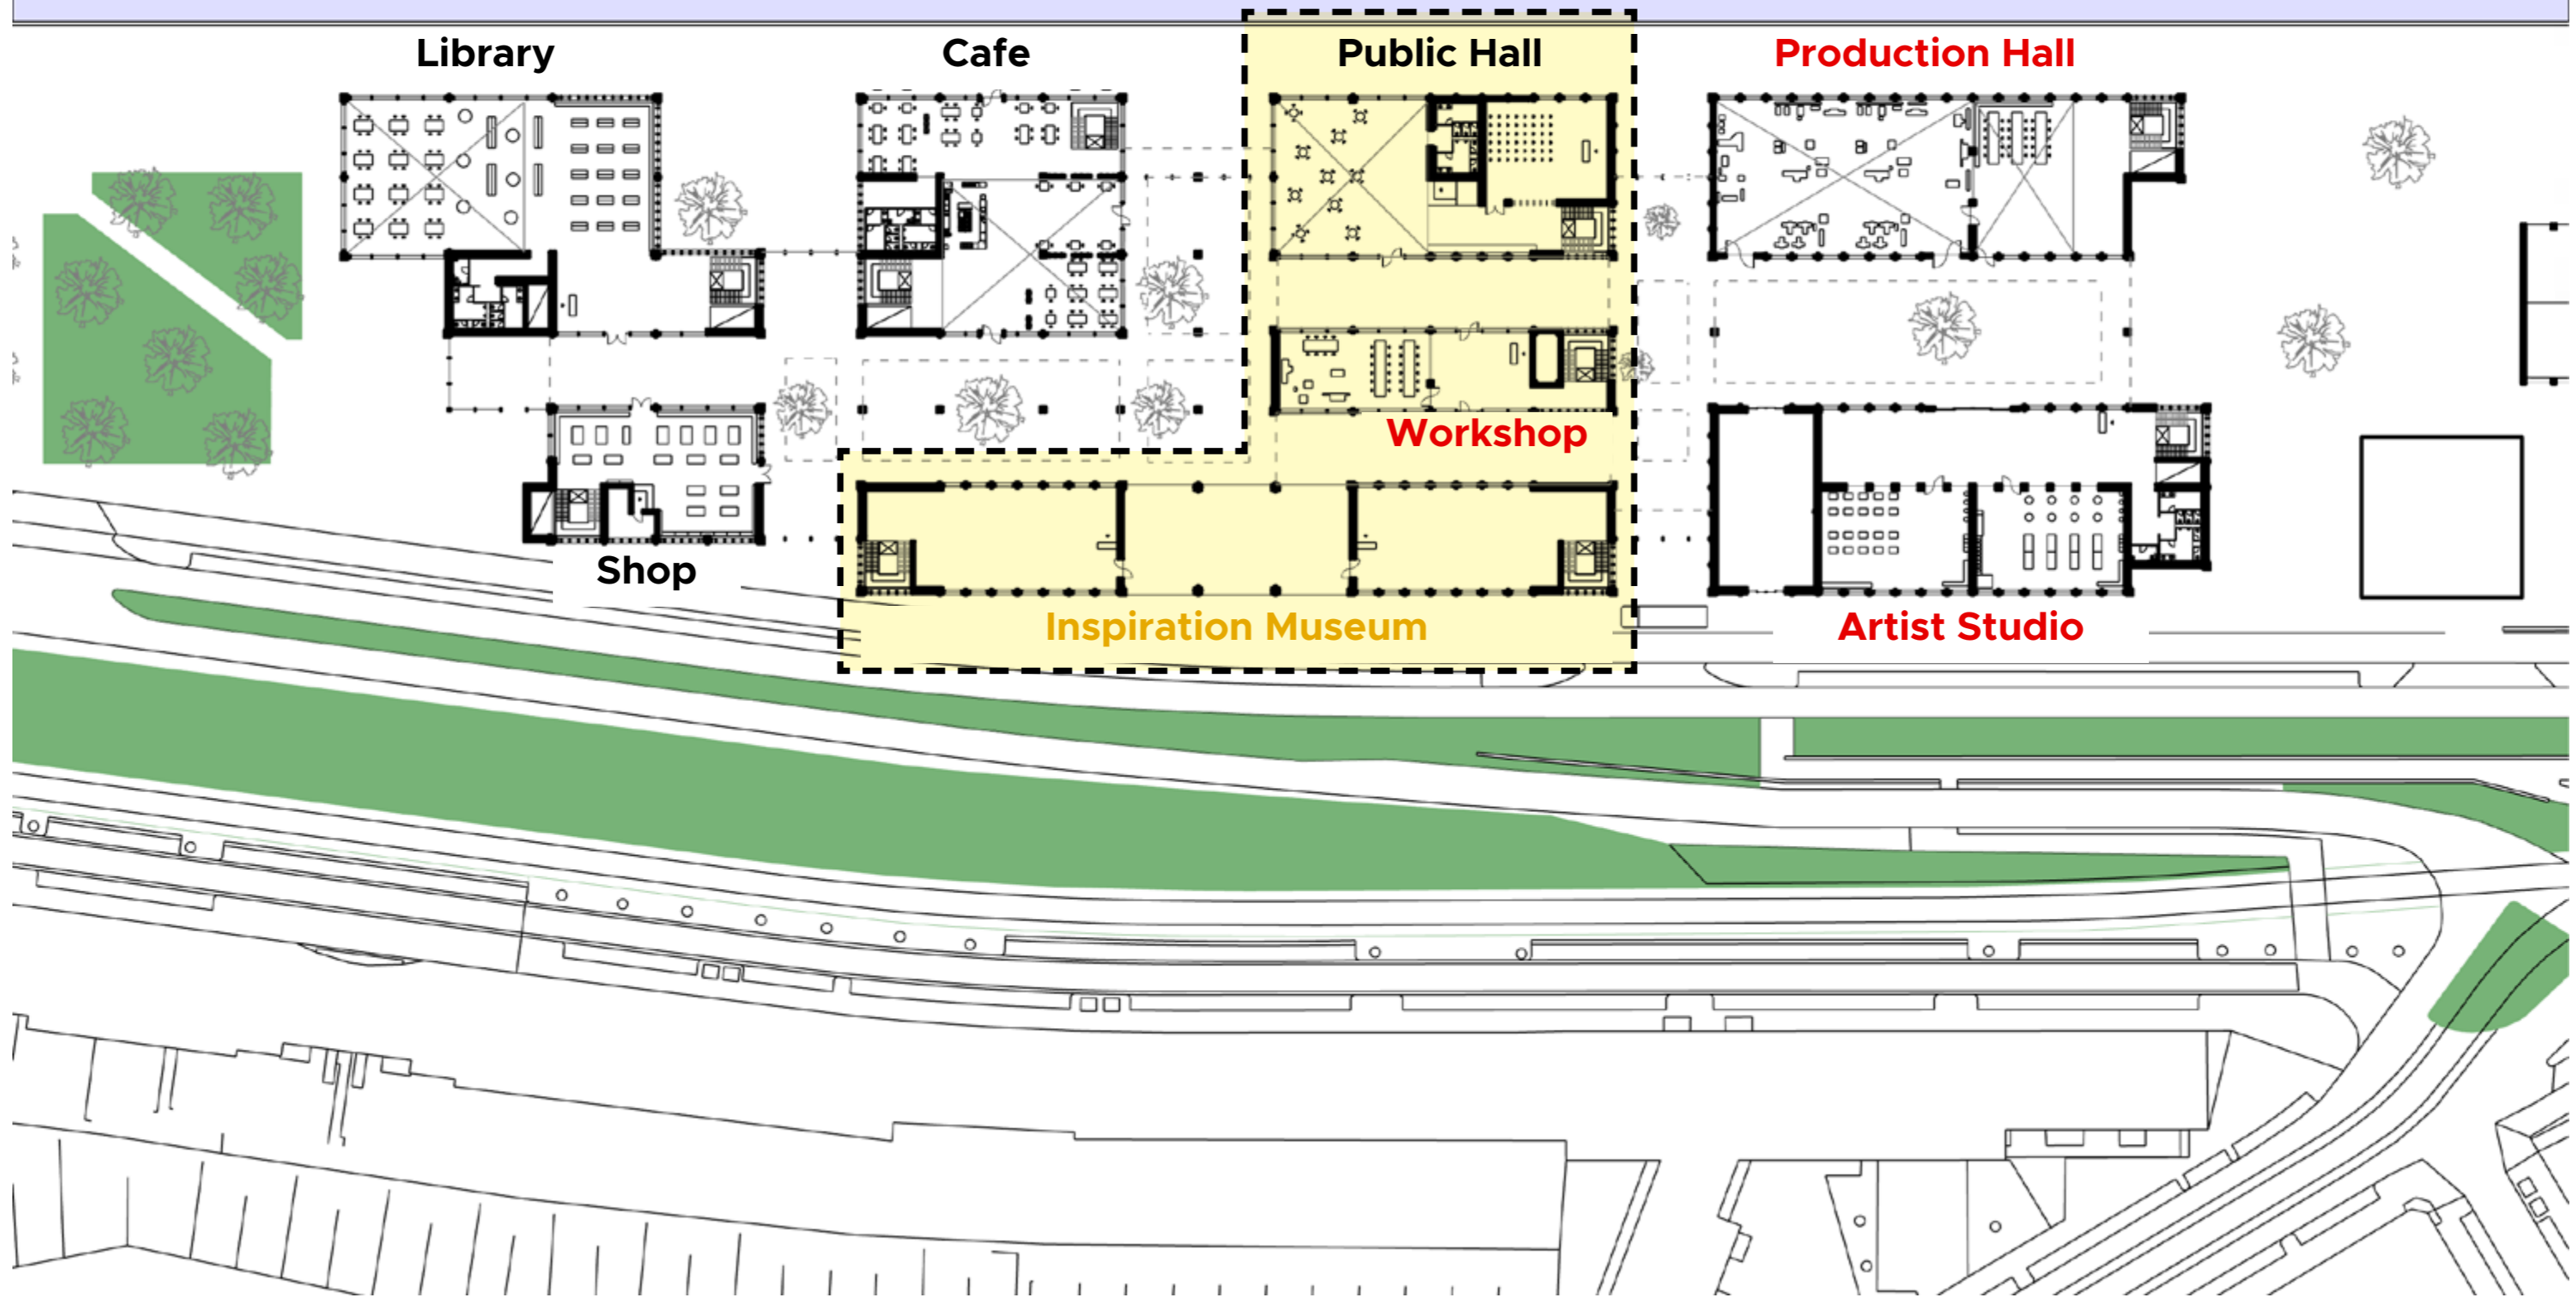 Library
Cafe
Public Hall
Production Hall
Workshop
Shop
Inspiration Museum
Artist Studio